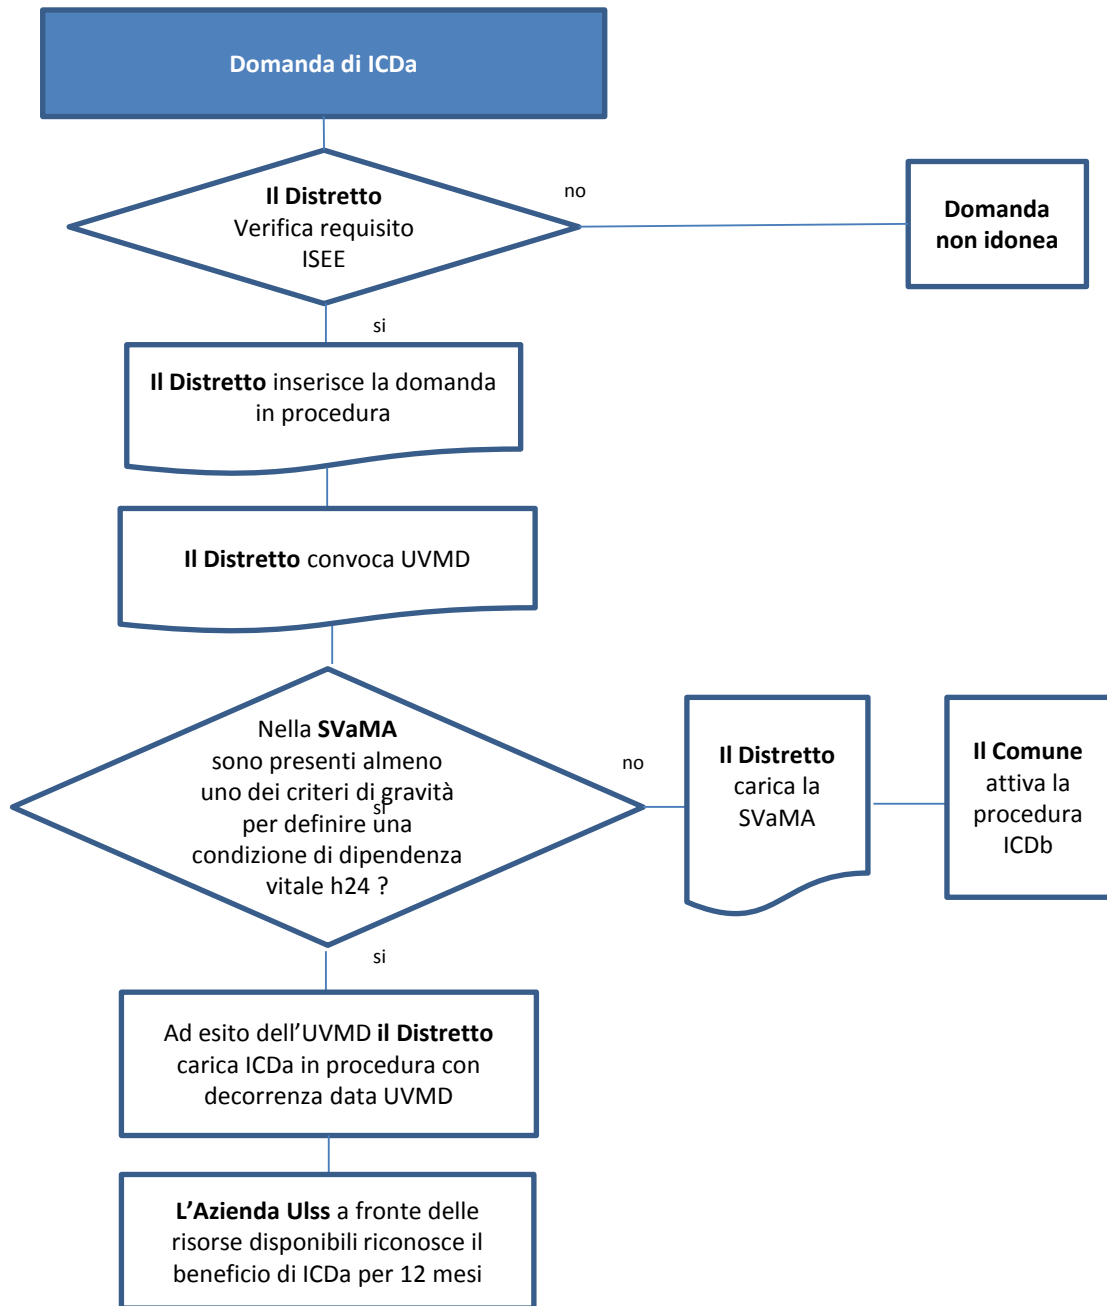 Domanda di ICDa
Il Distretto
Verifica requisito
ISEE
no
Domanda
non idonea
si
Il Distretto inserisce la domanda
in procedura
Il Distretto convoca UVMD
Nella SVaMA
sono presenti almeno
uno dei criteri di gravità
si
per definire una
condizione di dipendenza
vitale h24 ?
no
Il Distretto
carica la
SVaMA
Il Comune
attiva la
procedura
ICDb
si
Ad esito dell’UVMD il Distretto
carica ICDa in procedura con
decorrenza data UVMD
L’Azienda Ulss a fronte delle
risorse disponibili riconosce il
beneficio di ICDa per 12 mesi